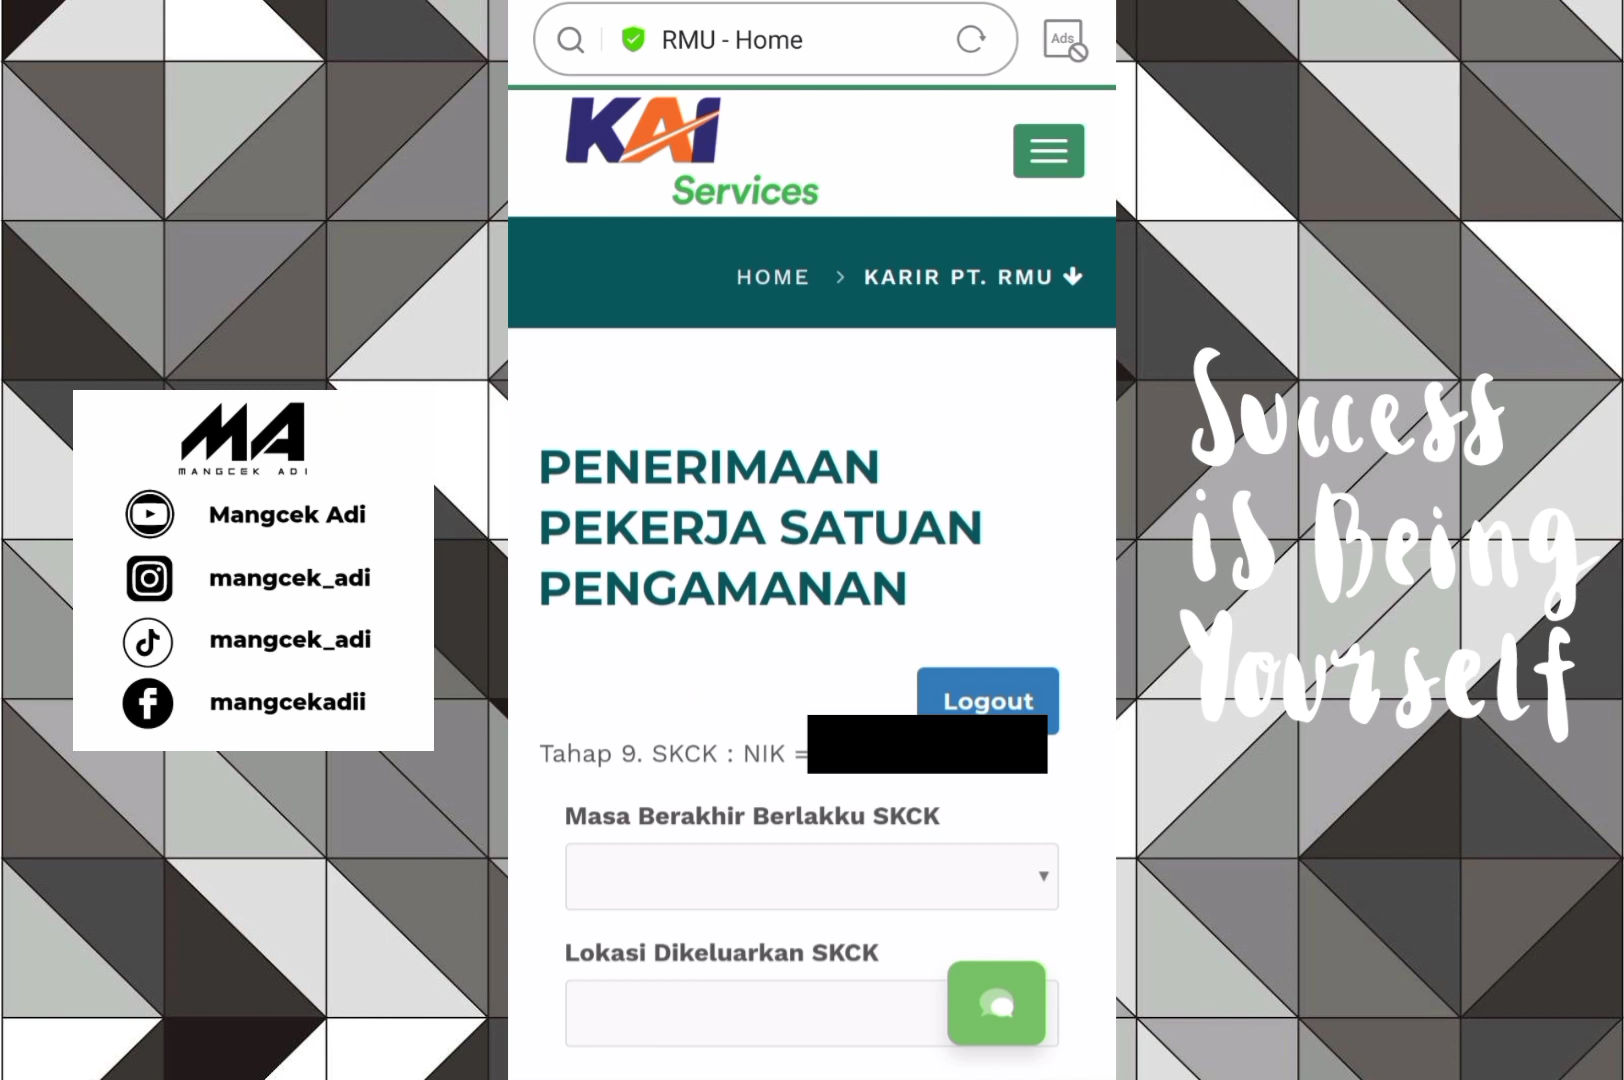 RMU - Home
Ads
KAI
Services
HOME > KARIR PT. RMU
PENERIMAAN
PEKERJA SATUAN
PENGAMANAN
Logout
Tahap 9. SKCK : NIK =
Masa Berakhir Berlakku SKCK
Lokasi Dikeluarkan SKCK
MA
MANGCEK ADI
Mangcek Adi
mangcek_adi
mangcek_adi
mangcekadii
Success
is Being
Yourself